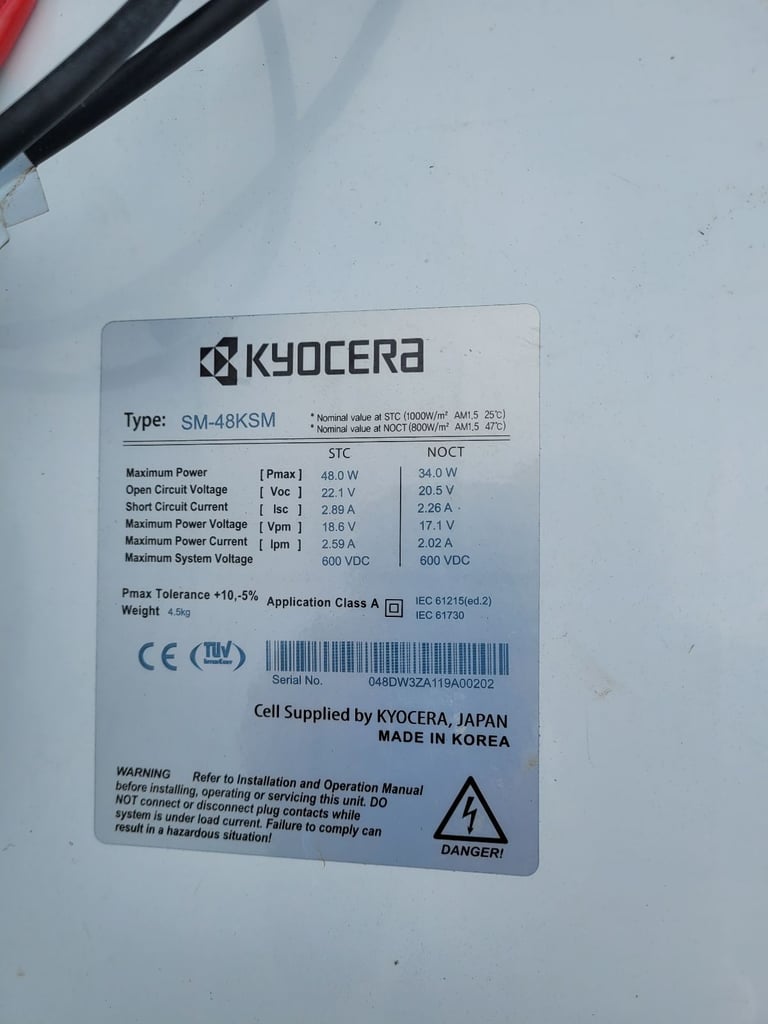 KYOCERA
Type: SM-48KSM
* Nominal value at STC (1000W/m² AM1,5 25℃)
* Nominal value at NOCT (800W/m² AM1,5 47℃)
STC NOCT
Maximum Power [ Pmax ] 48.0 W 34.0 W
Open Circuit Voltage [ Voc ] 22.1 V 20.5 V
Short Circuit Current [ Isc ] 2.89 A 2.26 A
Maximum Power Voltage [ Vpm ] 18.6 V 17.1 V
Maximum Power Current [ Ipm ] 2.59 A 2.02 A
Maximum System Voltage 600 VDC 600 VDC
Pmax Tolerance +10,-5%
Weight 4.5kg
Application Class A
IEC 61215(ed.2)
IEC 61730
CE TÜV
Serial No. 048DW3ZA119A00202
Cell Supplied by KYOCERA, JAPAN
MADE IN KOREA
WARNING Refer to Installation and Operation Manual
before installing, operating or servicing this unit. DO
NOT connect or disconnect plug contacts while
system is under load current. Failure to comply can
result in a hazardous situation!
DANGER!